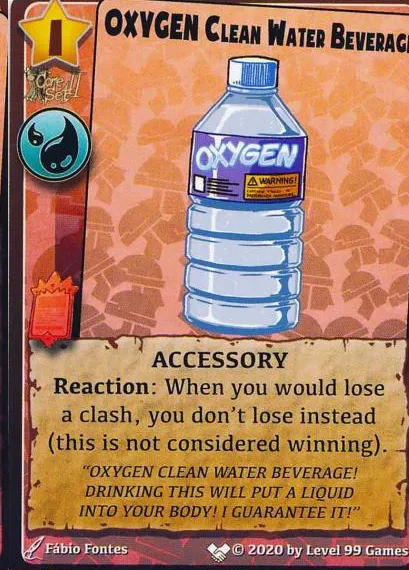 OXYGEN CLEAN WATER BEVERAG
1
Core
Set!!
OXYGEN
WARNING!
ACCESSORY
Reaction: When you would lose
a clash, you don't lose instead
(this is not considered winning).
"OXYGEN CLEAN WATER BEVERAGE!
DRINKING THIS WILL PUT A LIQUID
INTO YOUR BODY! I GUARANTEE IT!"
Fábio Fontes
© 2020 by Level 99 Games